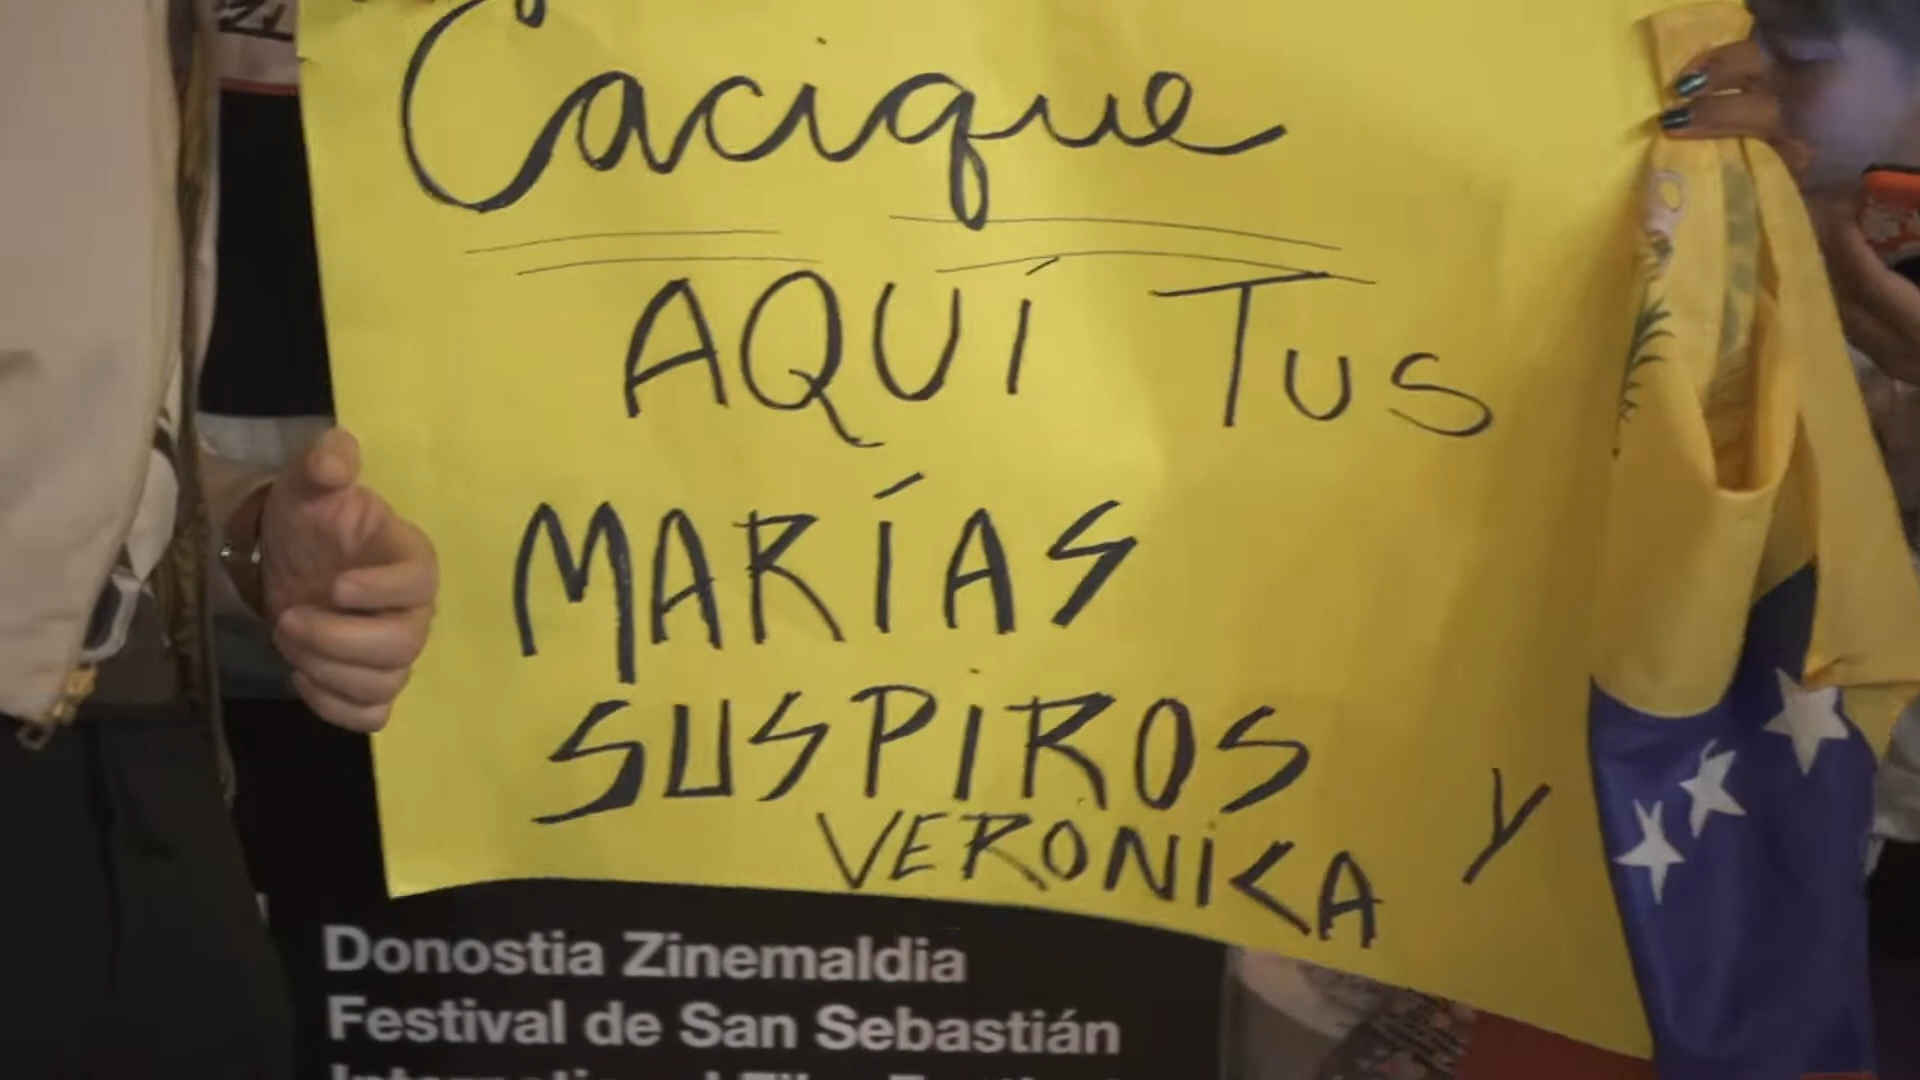 Cacique
AQUÍ TUS
MARÍAS
SUSPIROS
VERONICA Y
Donostia Zinemaldia
Festival de San Sebastián